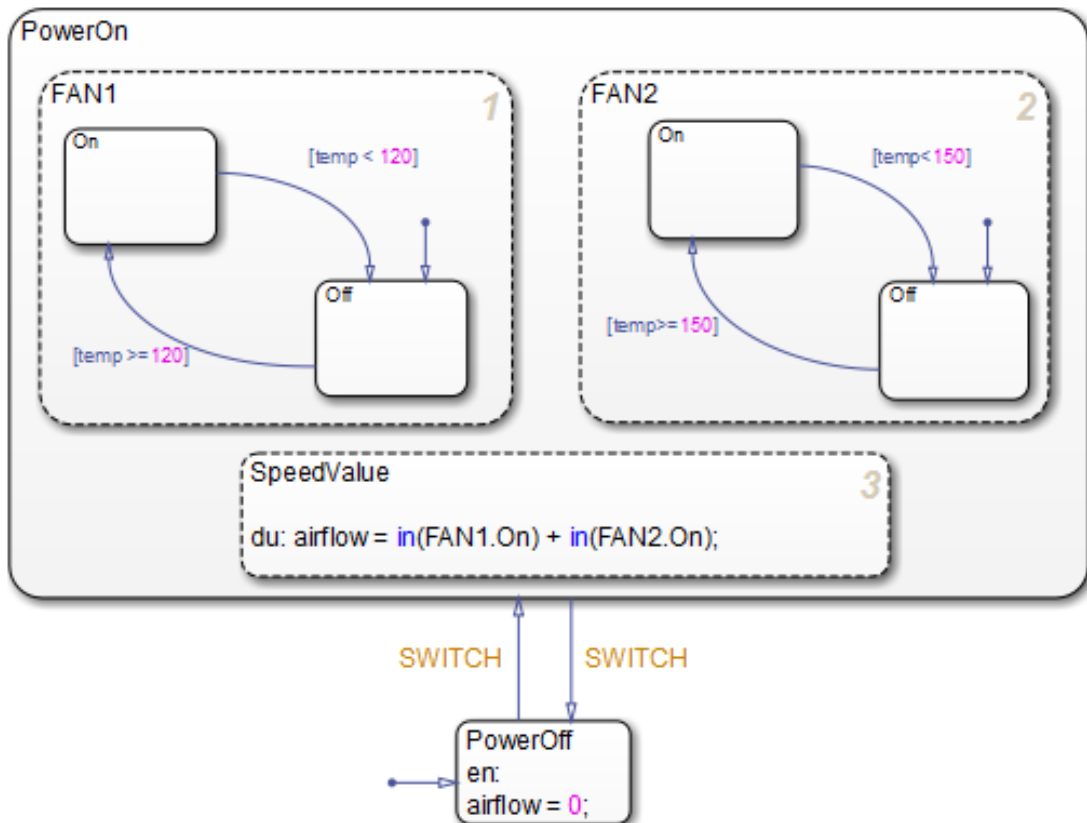 PowerOn
FAN1
1
On
[temp < 120]
Off
[temp >= 120]
FAN2
2
On
[temp<150]
Off
[temp>=150]
SpeedValue
3
du: airflow = in(FAN1.On) + in(FAN2.On);
SWITCH
SWITCH
PowerOff
en:
airflow = 0;